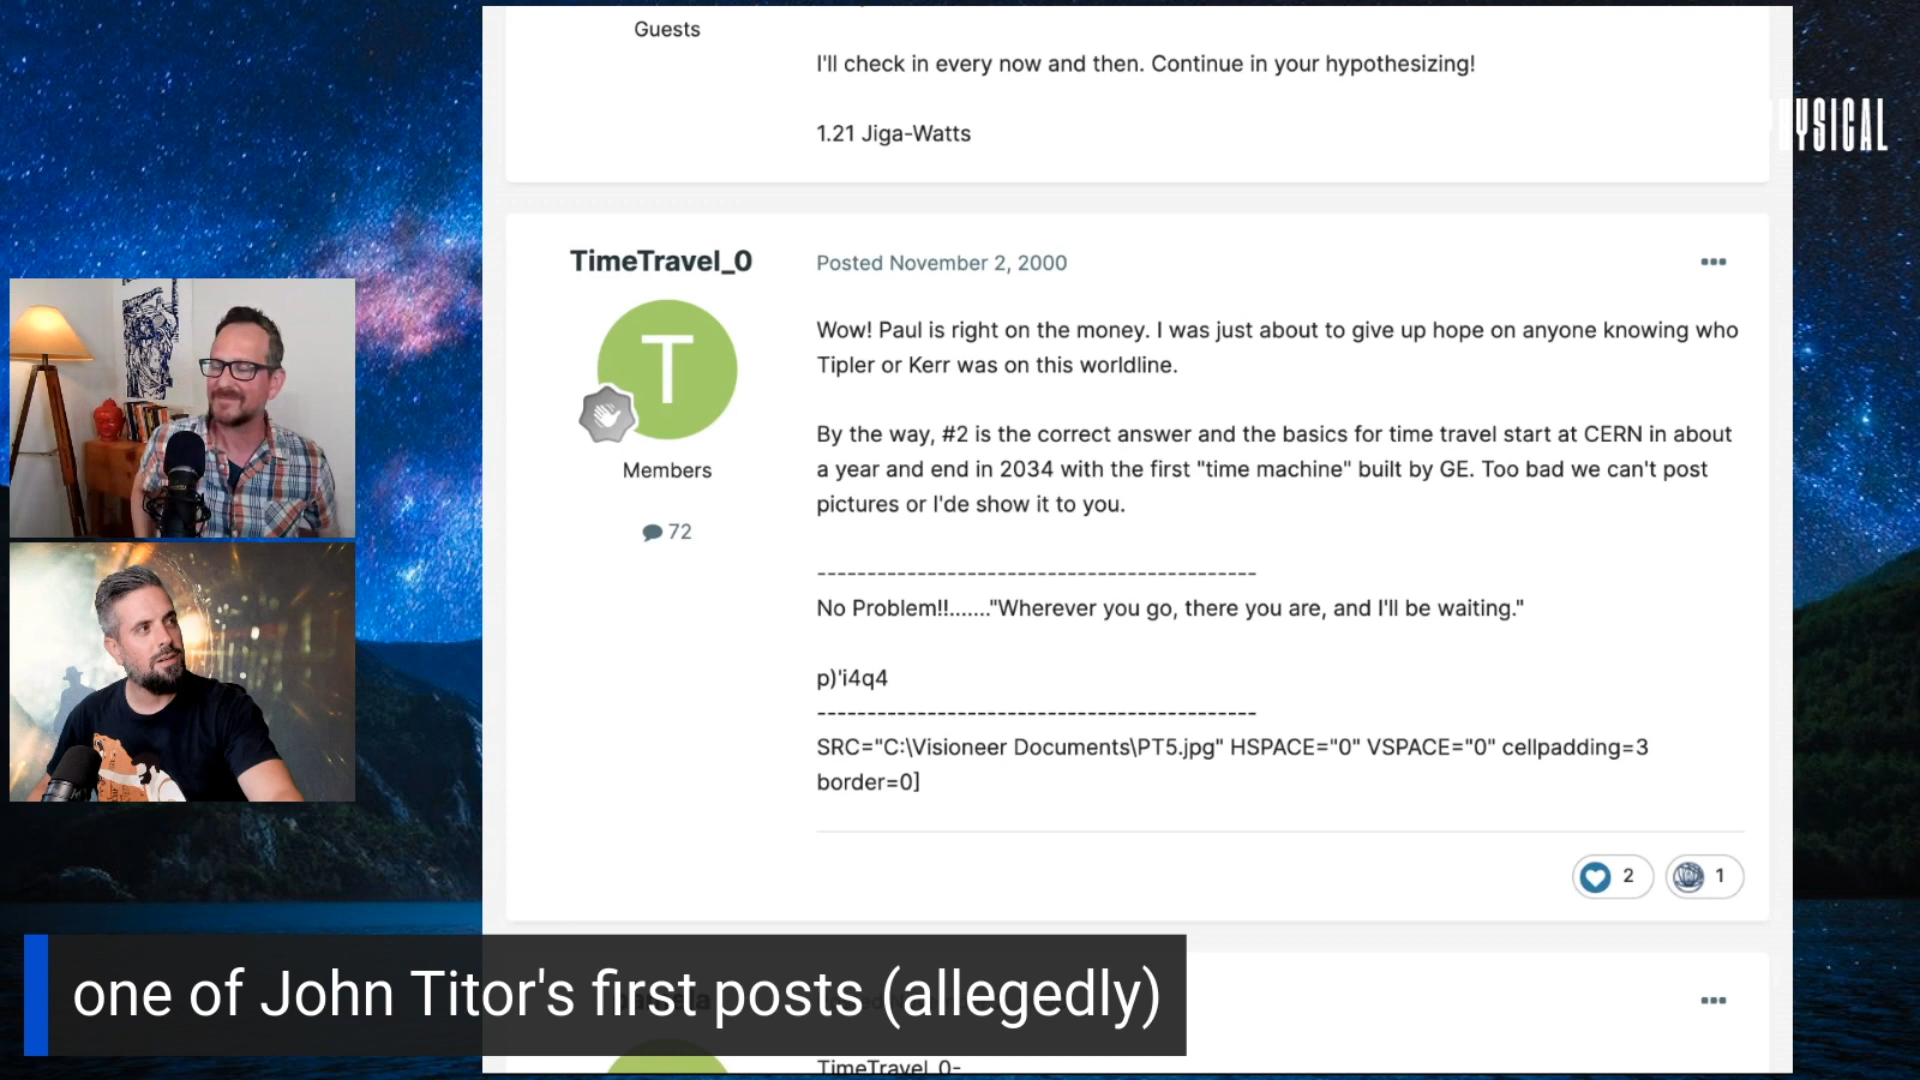 Guests
I'll check in every now and then. Continue in your hypothesizing!
1.21 Jiga-Watts
YSICAL
TimeTravel_0
Posted November 2, 2000
T
Wow! Paul is right on the money. I was just about to give up hope on anyone knowing who
Tipler or Kerr was on this worldline.
By the way, #2 is the correct answer and the basics for time travel start at CERN in about
a year and end in 2034 with the first "time machine" built by GE. Too bad we can't post
pictures or I'de show it to you.
Members
72
--------------------------------------------
No Problem!!......."Wherever you go, there you are, and I'll be waiting."
p)'i4q4
--------------------------------------------
SRC="C:\Visioneer Documents\PT5.jpg" HSPACE="0" VSPACE="0" cellpadding=3
border=0]
2
1
one of John Titor's first posts (allegedly)
TimeTravel_0-